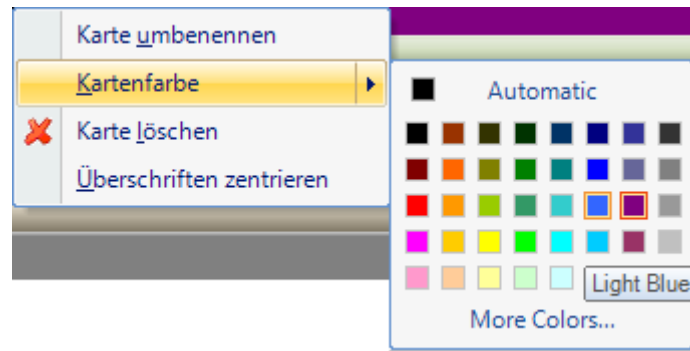 Karte umbenennen
Kartenfarbe
Karte löschen
Überschriften zentrieren
Automatic
Light Blue
More Colors...